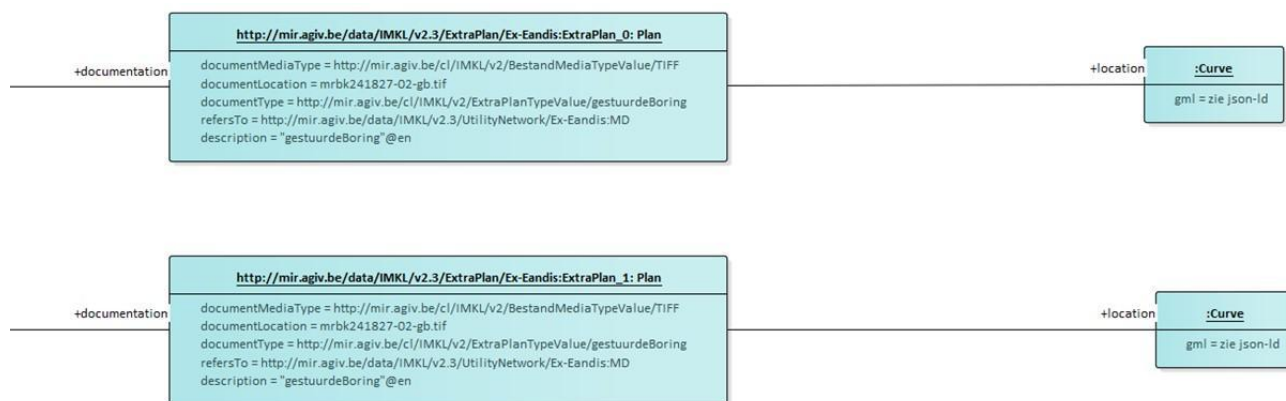 http://mir.agiv.be/data/IMKL/v2.3/ExtraPlan/Ex-Eandis:ExtraPlan_0: Plan
+documentation
documentMediaType = http://mir.agiv.be/cl/IMKL/v2/BestandMediaTypeValue/TIFF
documentLocation = mrbk241827-02-gb.tif
documentType = http://mir.agiv.be/cl/IMKL/v2/ExtraPlanTypeValue/gestuurdeBoring
refersTo = http://mir.agiv.be/data/IMKL/v2.3/UtilityNetwork/Ex-Eandis:MD
description = "gestuurdeBoring"@en
+location
:Curve
gml = zie json-ld
http://mir.agiv.be/data/IMKL/v2.3/ExtraPlan/Ex-Eandis:ExtraPlan_1: Plan
+documentation
documentMediaType = http://mir.agiv.be/cl/IMKL/v2/BestandMediaTypeValue/TIFF
documentLocation = mrbk241827-02-gb.tif
documentType = http://mir.agiv.be/cl/IMKL/v2/ExtraPlanTypeValue/gestuurdeBoring
refersTo = http://mir.agiv.be/data/IMKL/v2.3/UtilityNetwork/Ex-Eandis:MD
description = "gestuurdeBoring"@en
+location
:Curve
gml = zie json-ld